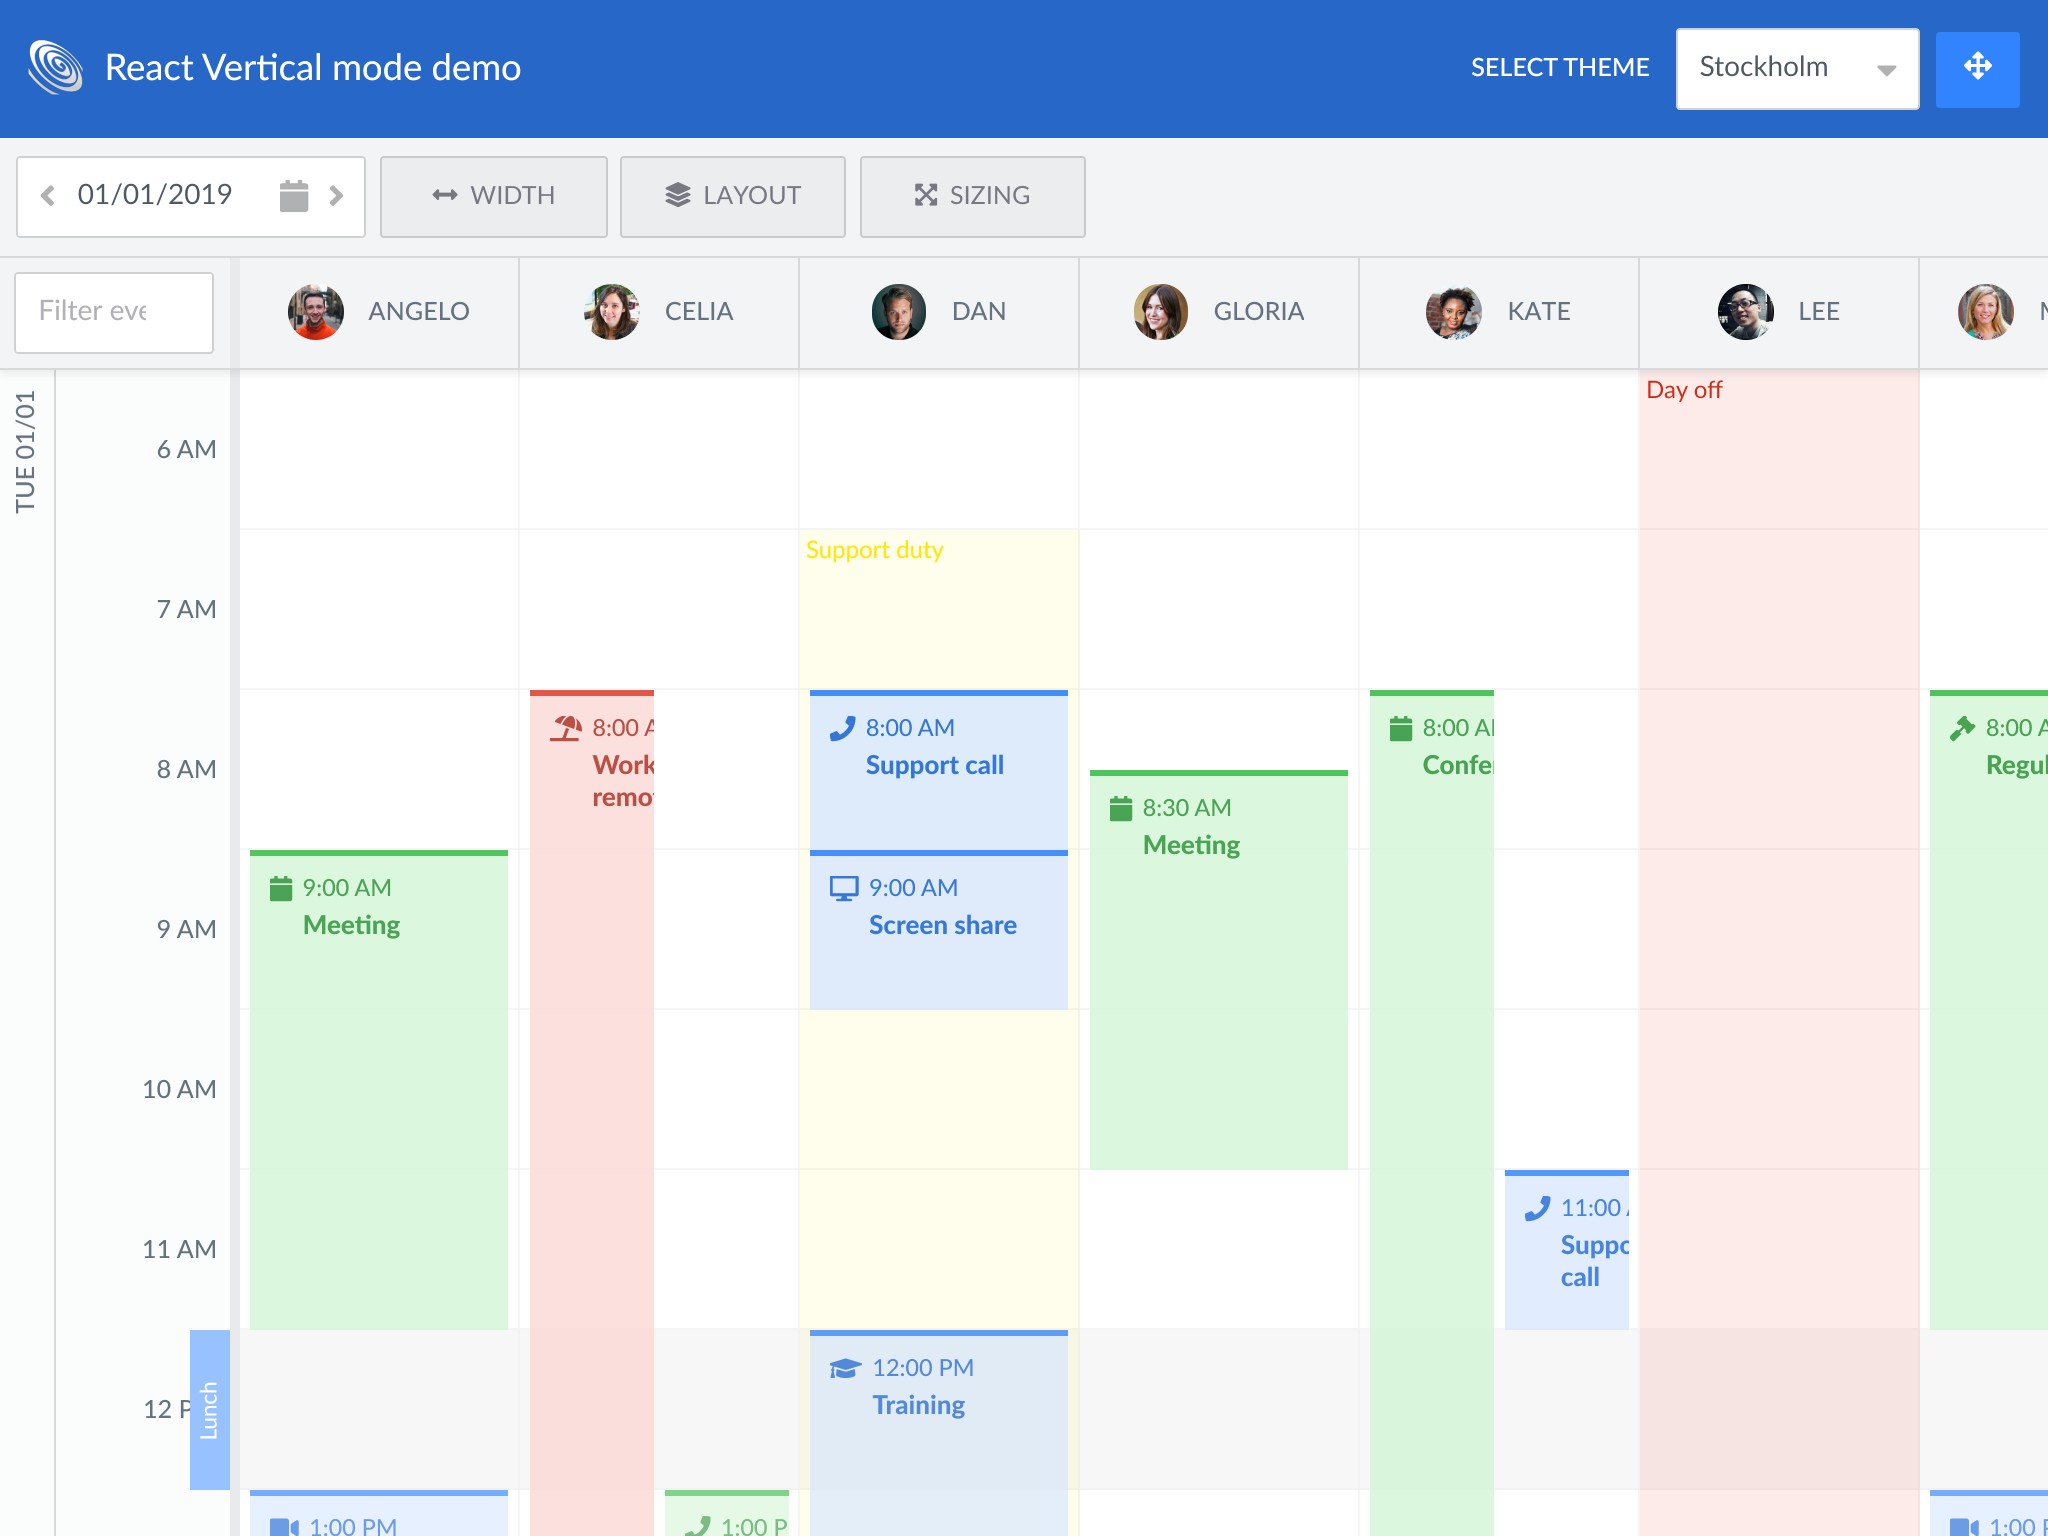 React Vertical mode demo
SELECT THEME
Stockholm
01/01/2019
WIDTH
LAYOUT
SIZING
Filter eve
ANGELO
CELIA
DAN
GLORIA
KATE
LEE
TUE 01/01
6 AM
7 AM
8 AM
9 AM
10 AM
11 AM
12 P
Lunch
9:00 AM
Meeting
1:00 PM
8:00 A
Work
remo
1:00 P
Support duty
8:00 AM
Support call
9:00 AM
Screen share
12:00 PM
Training
8:30 AM
Meeting
8:00 A
Confe
11:00
Suppo
call
Day off
8:00 A
Regul
1:00 P